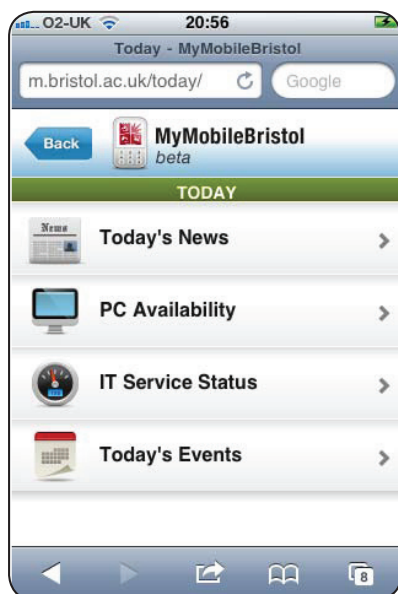 O2-UK 20:56
Today - MyMobileBristol
m.bristol.ac.uk/today/ Google
Back MyMobileBristol
beta
TODAY
News
Today's News
PC Availability
IT Service Status
Today's Events
8